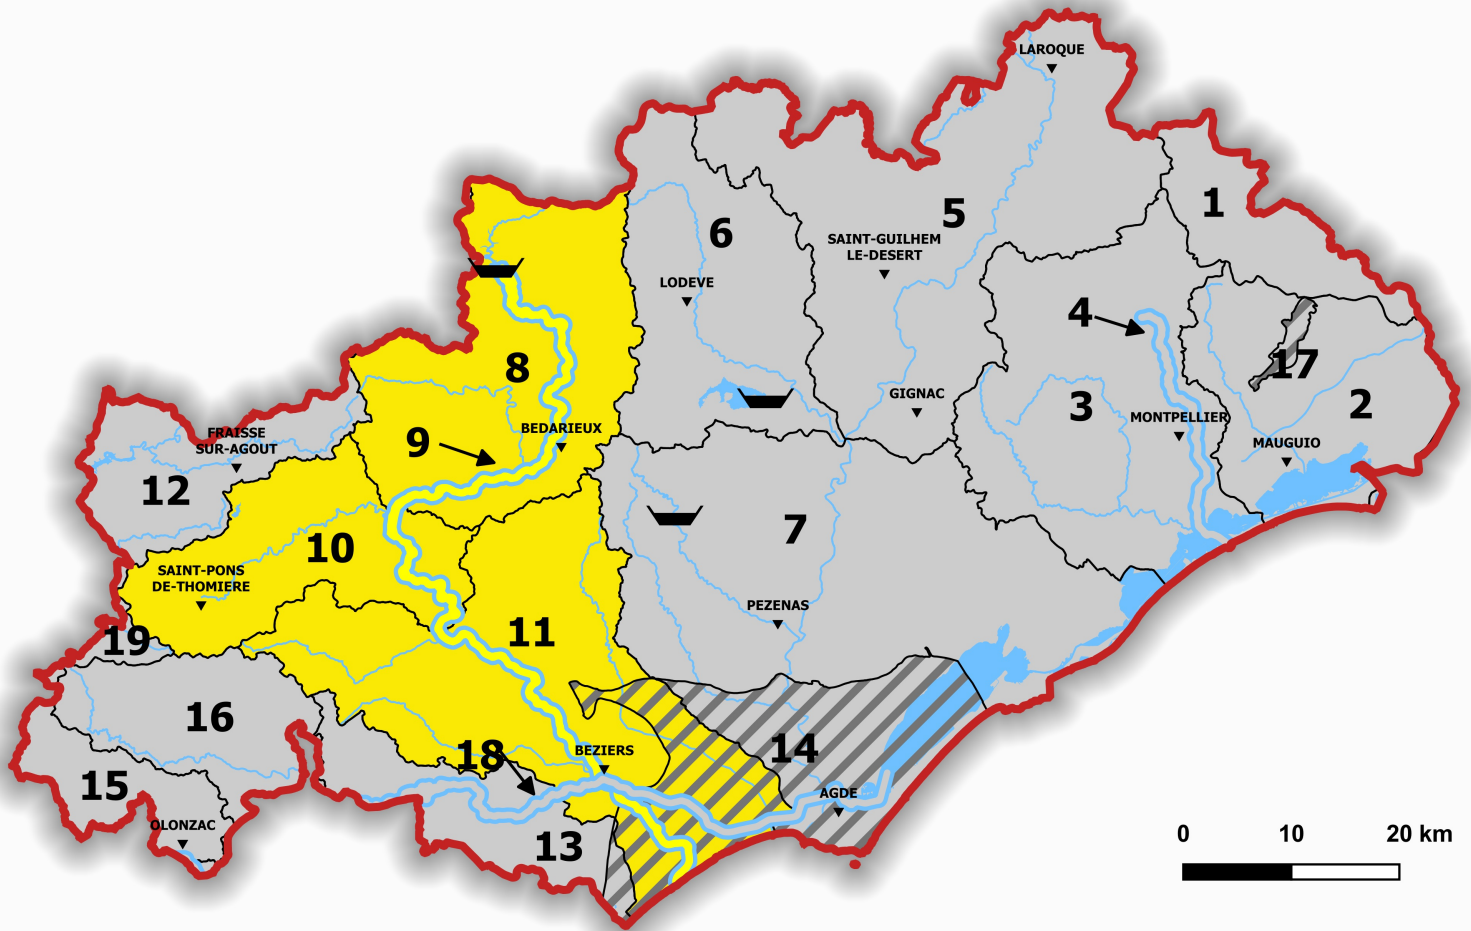 LAROQUE
1
5
6
SAINT-GUILHEM
LE-DESERT
LODEVE
4
8
17
GIGNAC
3
2
MONTPELLIER
BEDARIEUX
FRAISSE
SUR-AGOUT
9
MAUGUIO
12
7
10
SAINT-PONS
DE-THOMIERE
PEZENAS
11
19
16
14
BEZIERS
18
15
AGDE
OLONZAC
13
0 10 20 km